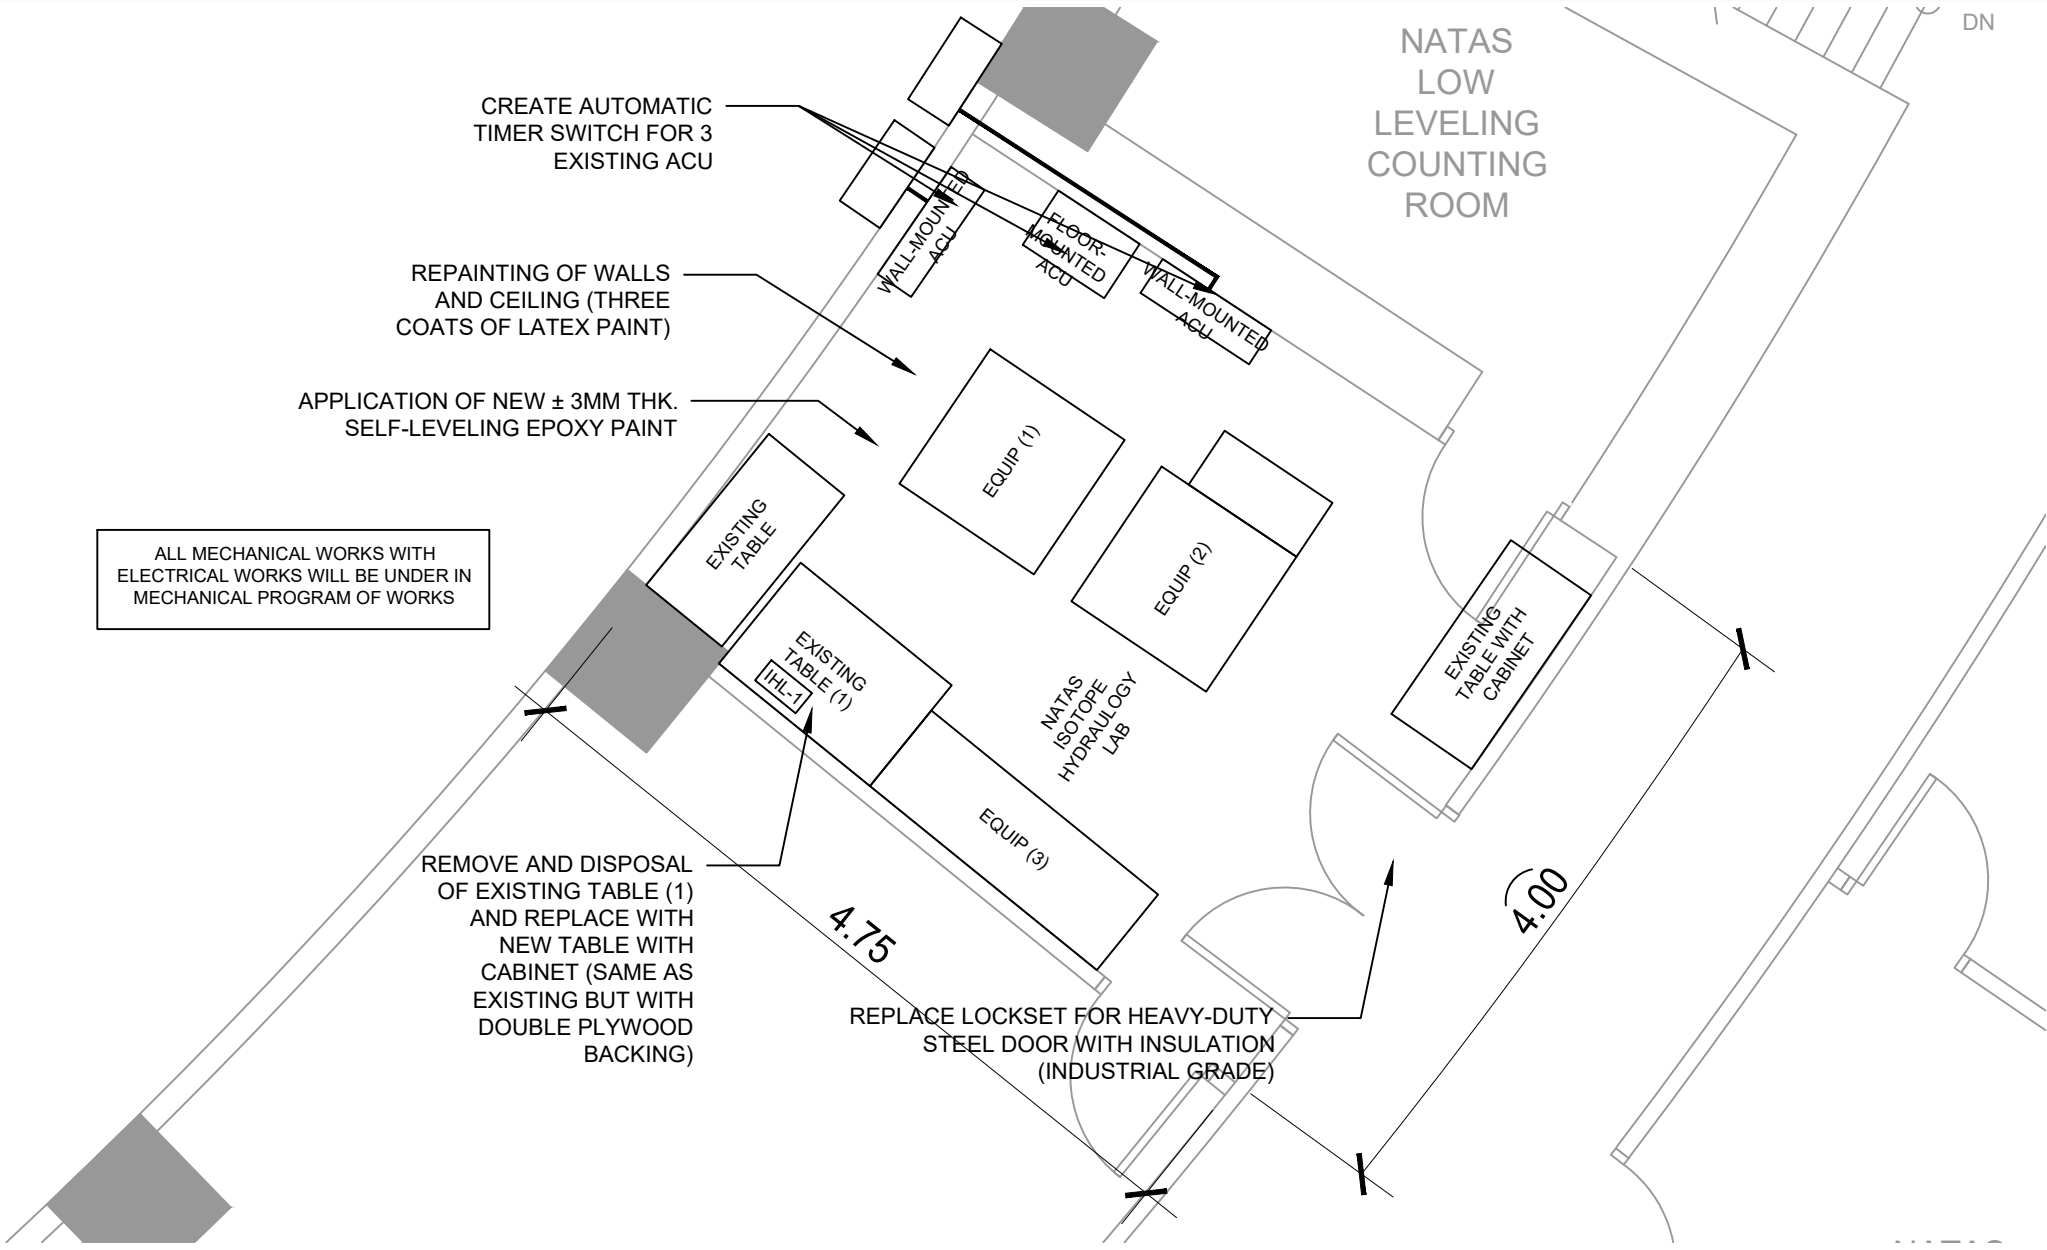 DN
NATAS
LOW
LEVELING
COUNTING
ROOM
CREATE AUTOMATIC
TIMER SWITCH FOR 3
EXISTING ACU
WALL-MOUNTED
ACU
FLOOR-
MOUNTED
ACU
WALL-MOUNTED
ACU
REPAINTING OF WALLS
AND CEILING (THREE
COATS OF LATEX PAINT)
APPLICATION OF NEW ± 3MM THK.
SELF-LEVELING EPOXY PAINT
EQUIP (1)
EXISTING
TABLE
EQUIP (2)
ALL MECHANICAL WORKS WITH
ELECTRICAL WORKS WILL BE UNDER IN
MECHANICAL PROGRAM OF WORKS
EXISTING
TABLE (1)
IHL-1
EXISTING
TABLE WITH
CABINET
NATAS
ISOTOPE
HYDRAULOGY
LAB
EQUIP (3)
REMOVE AND DISPOSAL
OF EXISTING TABLE (1)
AND REPLACE WITH
NEW TABLE WITH
CABINET (SAME AS
EXISTING BUT WITH
DOUBLE PLYWOOD
BACKING)
4.75
4.00
REPLACE LOCKSET FOR HEAVY-DUTY
STEEL DOOR WITH INSULATION
(INDUSTRIAL GRADE)
NATAS